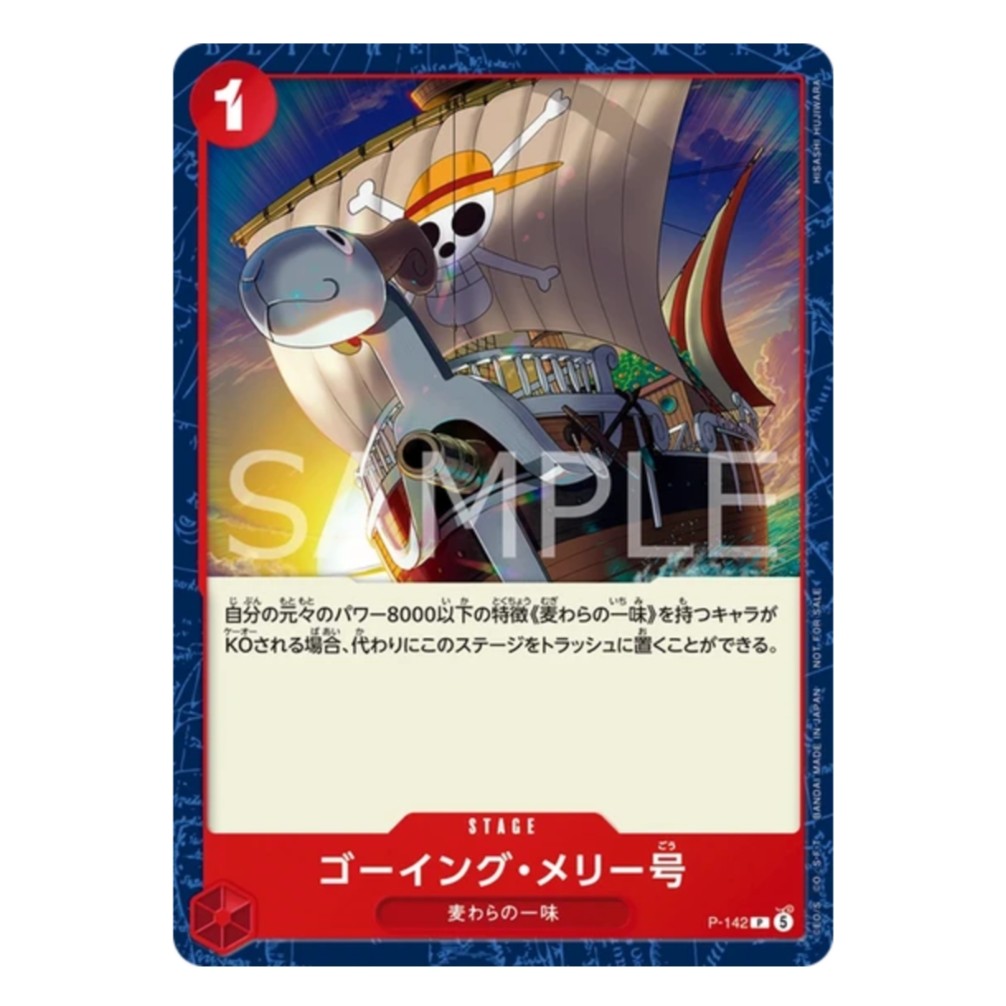 BLICHES EISMEER
1
HISASHI FUJIWARA
SAMPLE
自分の元々のパワー8000以下の特徴《麦わらの一味》を持つキャラが
KOされる場合、代わりにこのステージをトラッシュに置くことができる。
NOT FOR SALE
BANDAI MADE IN JAPAN
STAGE
ゴーイング・メリー号
麦わらの一味
P-142 P 5